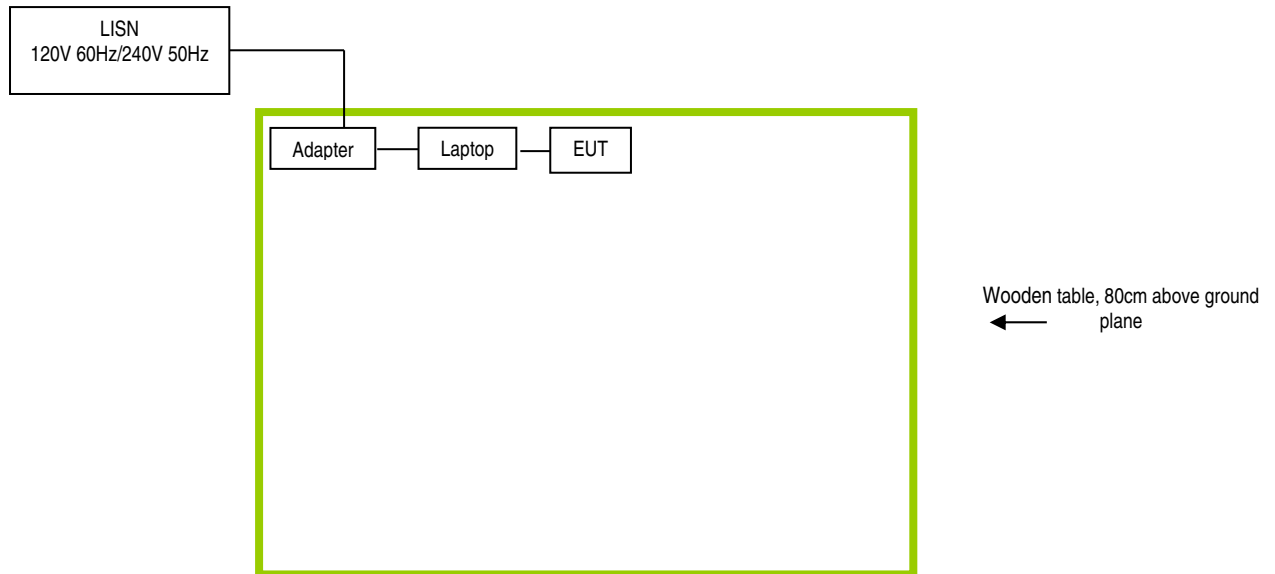 LISN
120V 60Hz/240V 50Hz
Adapter
Laptop
EUT
Wooden table, 80cm above ground
plane